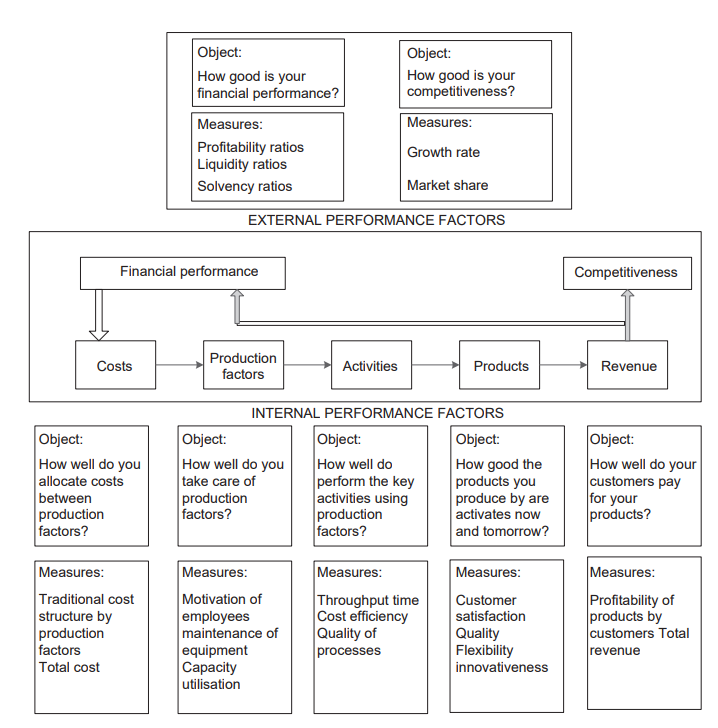 Object:
How good is your
financial performance?
Object:
How good is your
competitiveness?
Measures:
Profitability ratios
Liquidity ratios
Solvency ratios
Measures:
Growth rate
Market share
EXTERNAL PERFORMANCE FACTORS
Financial performance
Competitiveness
Costs
Production
factors
Activities
Products
Revenue
INTERNAL PERFORMANCE FACTORS
Object:
How well do you
allocate costs
between
production
factors?
Object:
How well do you
take care of
production
factors?
Object:
How well do
perform the key
activities using
production
factors?
Object:
How good the
products you
produce by are
activates now
and tomorrow?
Object:
How well do your
customers pay
for your
products?
Measures:
Traditional cost
structure by
production
factors
Total cost
Measures:
Motivation of
employees
maintenance of
equipment
Capacity
utilisation
Measures:
Throughput time
Cost efficiency
Quality of
processes
Measures:
Customer
satisfaction
Quality
Flexibility
innovativeness
Measures:
Profitability of
products by
customers Total
revenue